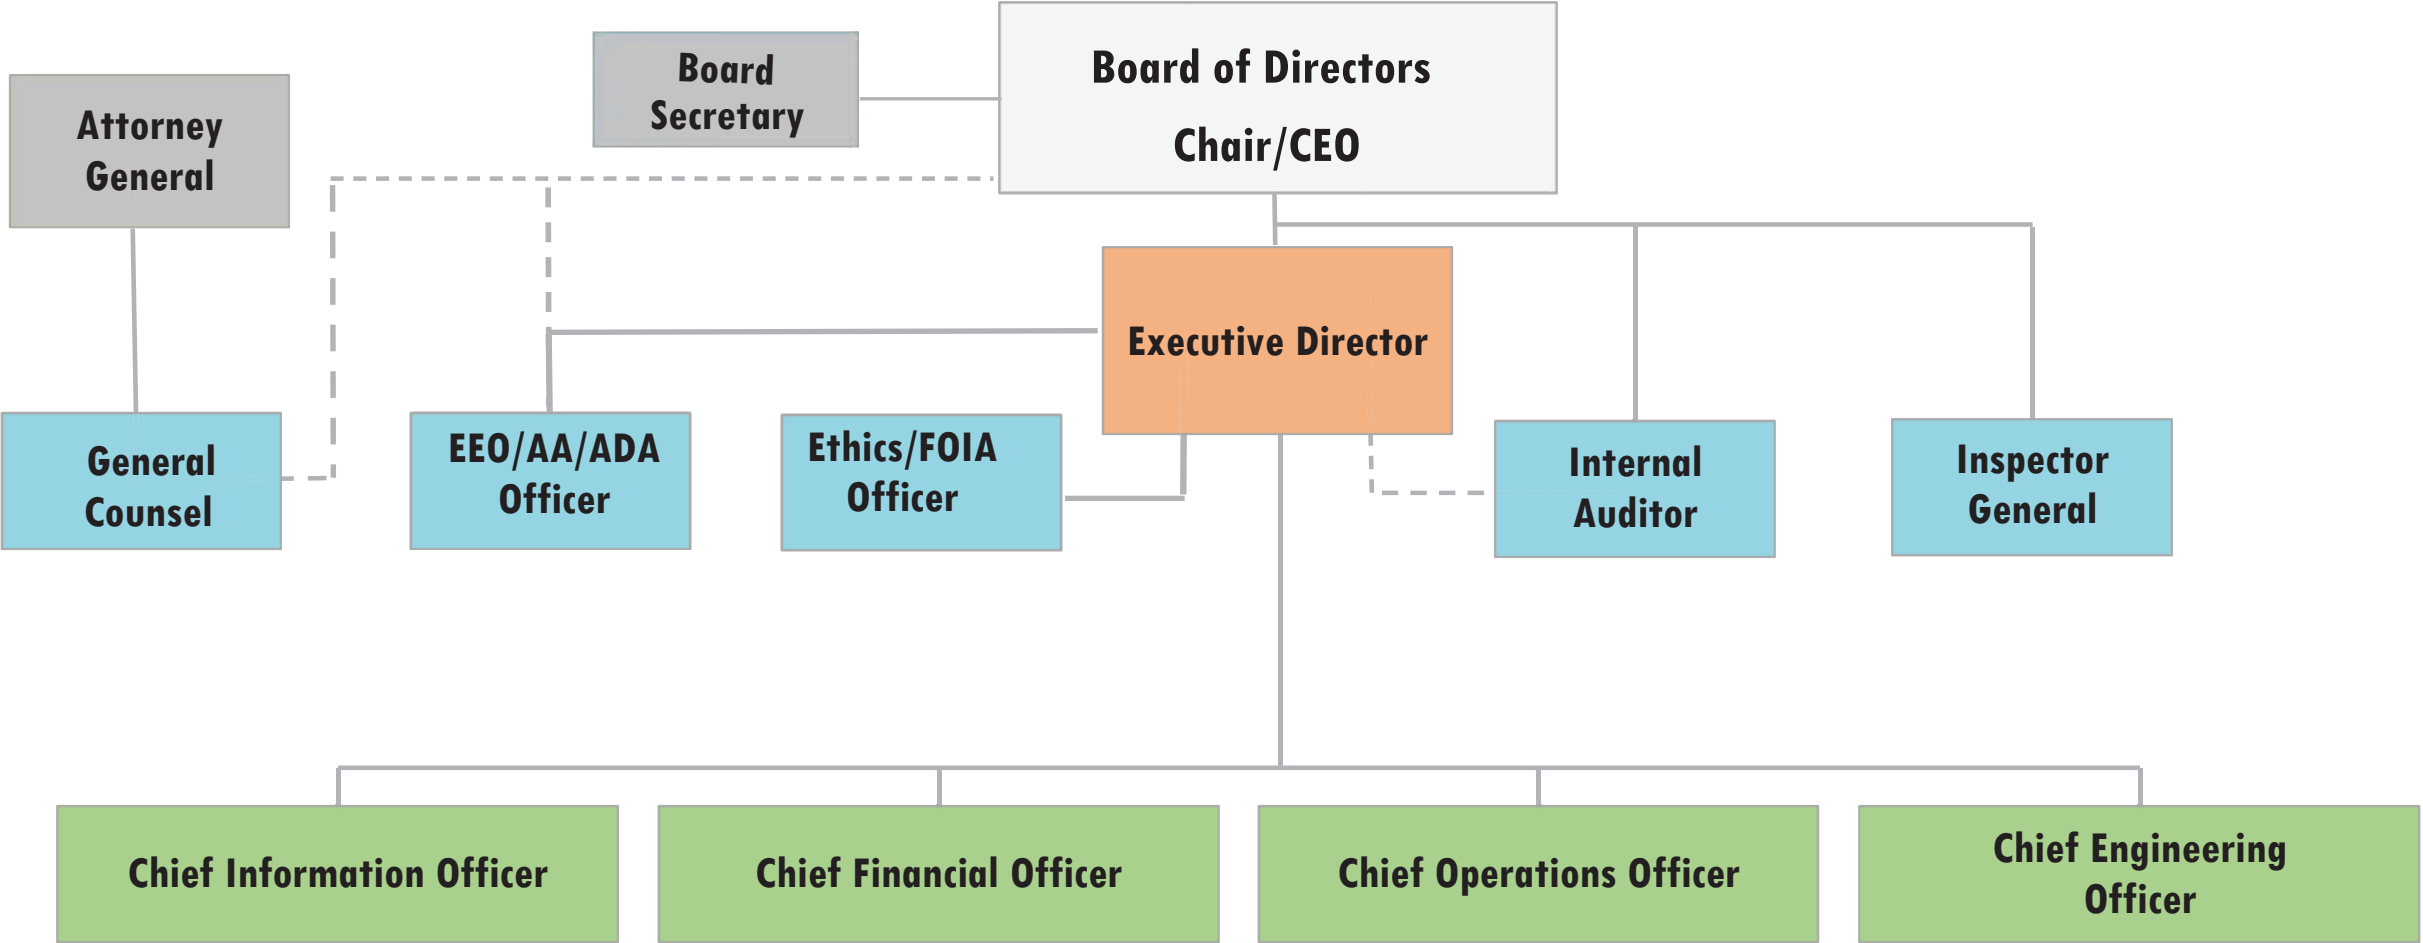 Board of Directors
Chair/CEO
Board
Secretary
Attorney
General
Executive Director
General
Counsel
EEO/AA/ADA
Officer
Ethics/FOIA
Officer
Internal
Auditor
Inspector
General
Chief Information Officer
Chief Financial Officer
Chief Operations Officer
Chief Engineering
Officer